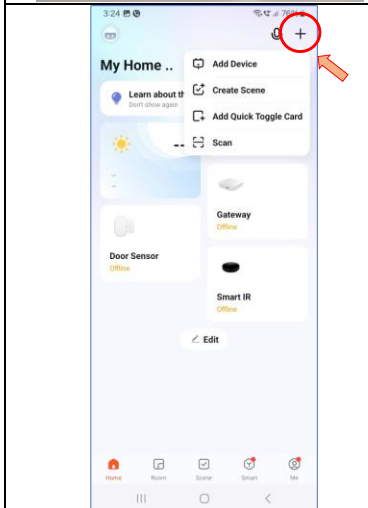 3:24
My Home ..
Add Device
Create Scene
Add Quick Toggle Card
Scan
Learn about th
Don't show again
--
-
-
Gateway
Offline
Door Sensor
Offline
Smart IR
Offline
Edit
Home Room Scene Smart Me